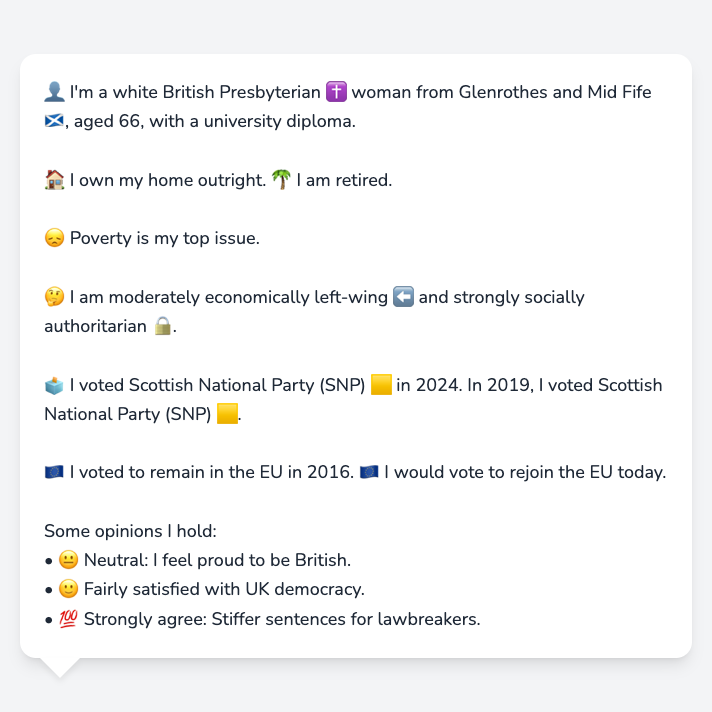 👤 I'm a white British Presbyterian ✝️ woman from Glenrothes and Mid Fife
🏴󠁧󠁢󠁳󠁣󠁴󠁿, aged 66, with a university diploma.
🏠 I own my home outright. 🌴 I am retired.
😞 Poverty is my top issue.
🤔 I am moderately economically left-wing ⬅️ and strongly socially
authoritarian 🔒.
🗳️ I voted Scottish National Party (SNP) 🟨 in 2024. In 2019, I voted Scottish
National Party (SNP) 🟨.
🇪🇺 I voted to remain in the EU in 2016. 🇪🇺 I would vote to rejoin the EU today.
Some opinions I hold:
• 😐 Neutral: I feel proud to be British.
• 🙂 Fairly satisfied with UK democracy.
• 💯 Strongly agree: Stiffer sentences for lawbreakers.